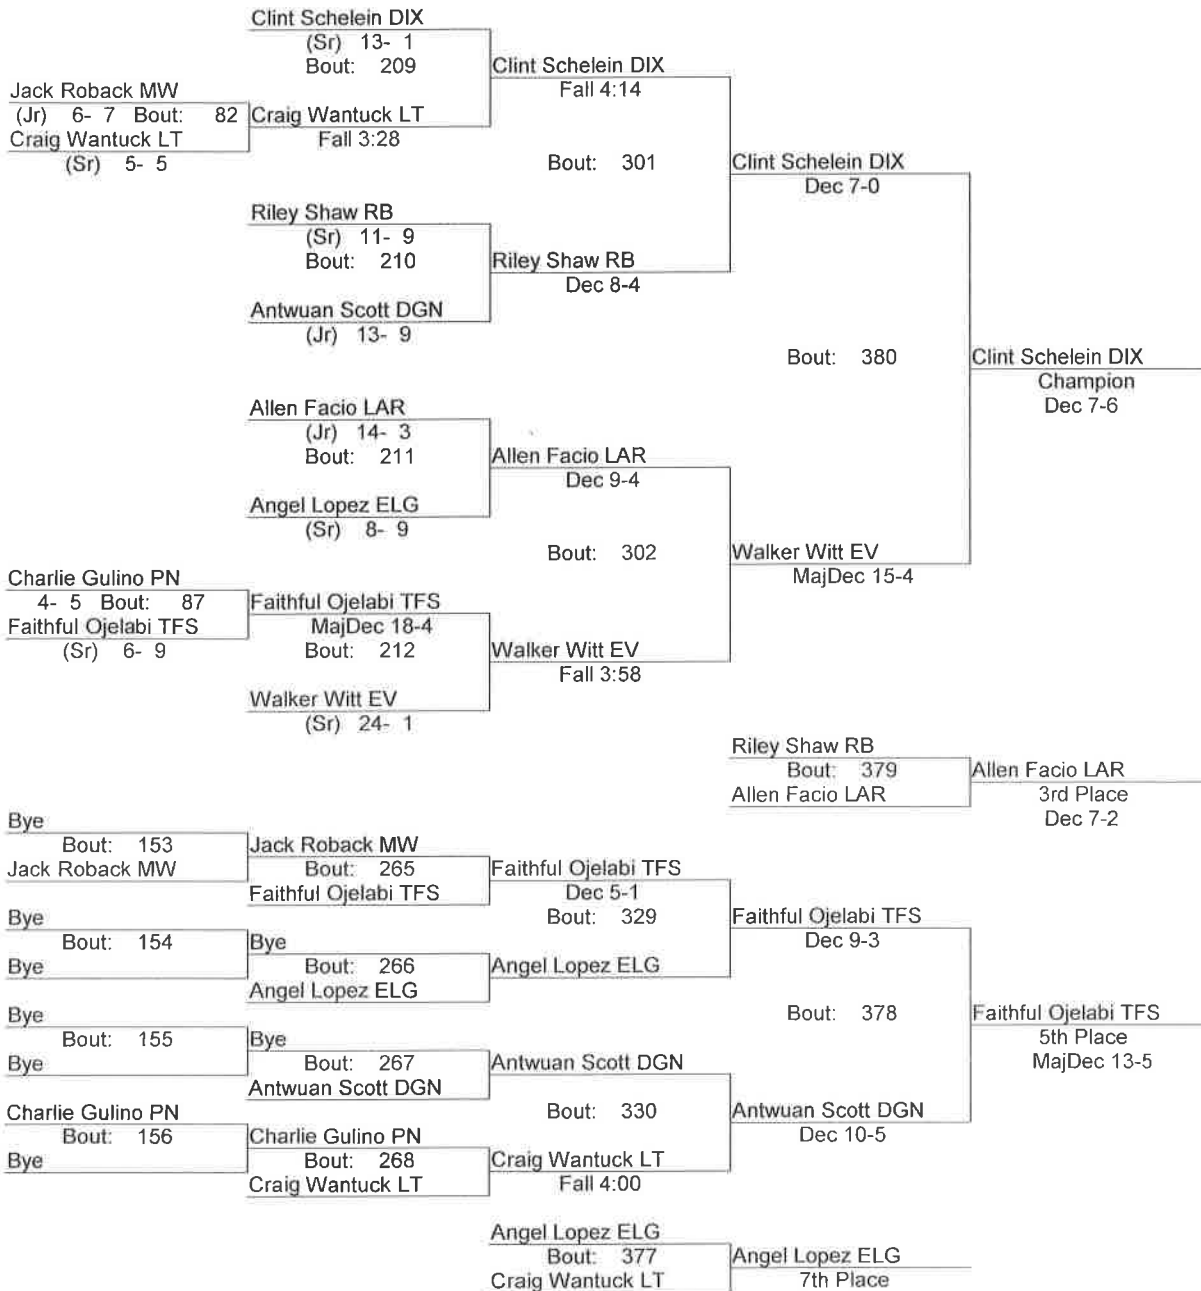 Clint Schelein DIX
(Sr) 13- 1
Bout: 209
Clint Schelein DIX
Fall 4:14
Jack Roback MW
(Jr) 6- 7 Bout: 82
Craig Wantuck LT
(Sr) 5- 5
Craig Wantuck LT
Fall 3:28
Bout: 301
Clint Schelein DIX
Dec 7-0
Riley Shaw RB
(Sr) 11- 9
Bout: 210
Riley Shaw RB
Dec 8-4
Antwuan Scott DGN
(Jr) 13- 9
Bout: 380
Clint Schelein DIX
Champion
Dec 7-6
Allen Facio LAR
(Jr) 14- 3
Bout: 211
Allen Facio LAR
Dec 9-4
Angel Lopez ELG
(Sr) 8- 9
Bout: 302
Walker Witt EV
MajDec 15-4
Charlie Gulino PN
4- 5 Bout: 87
Faithful Ojelabi TFS
(Sr) 6- 9
Faithful Ojelabi TFS
MajDec 18-4
Bout: 212
Walker Witt EV
Fall 3:58
Walker Witt EV
(Sr) 24- 1
Riley Shaw RB
Bout: 379
Allen Facio LAR
Allen Facio LAR
3rd Place
Dec 7-2
Bye
Bout: 153
Jack Roback MW
Jack Roback MW
Bout: 265
Faithful Ojelabi TFS
Faithful Ojelabi TFS
Dec 5-1
Bout: 329
Faithful Ojelabi TFS
Dec 9-3
Bye
Bout: 154
Bye
Bye
Bout: 266
Angel Lopez ELG
Angel Lopez ELG
Bout: 378
Faithful Ojelabi TFS
5th Place
MajDec 13-5
Bye
Bout: 155
Bye
Bye
Bout: 267
Antwuan Scott DGN
Antwuan Scott DGN
Bout: 330
Antwuan Scott DGN
Dec 10-5
Charlie Gulino PN
Bout: 156
Bye
Charlie Gulino PN
Bout: 268
Craig Wantuck LT
Craig Wantuck LT
Fall 4:00
Angel Lopez ELG
Bout: 377
Craig Wantuck LT
Angel Lopez ELG
7th Place